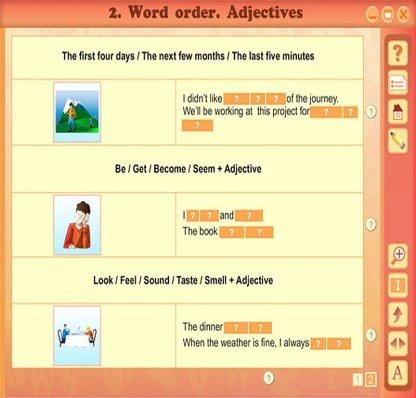 2. Word order. Adjectives
The first four days / The next few months / The last five minutes
I didn't like ? ? ? of the journey.
We'll be working at this project for ? ?
?
?
Be / Get / Become / Seem + Adjective
I ? ? and ?
The book ? ?
?
Look / Feel / Sound / Taste / Smell + Adjective
The dinner ? ?
When the weather is fine, I always ? ?
?
?
1 2
?
A